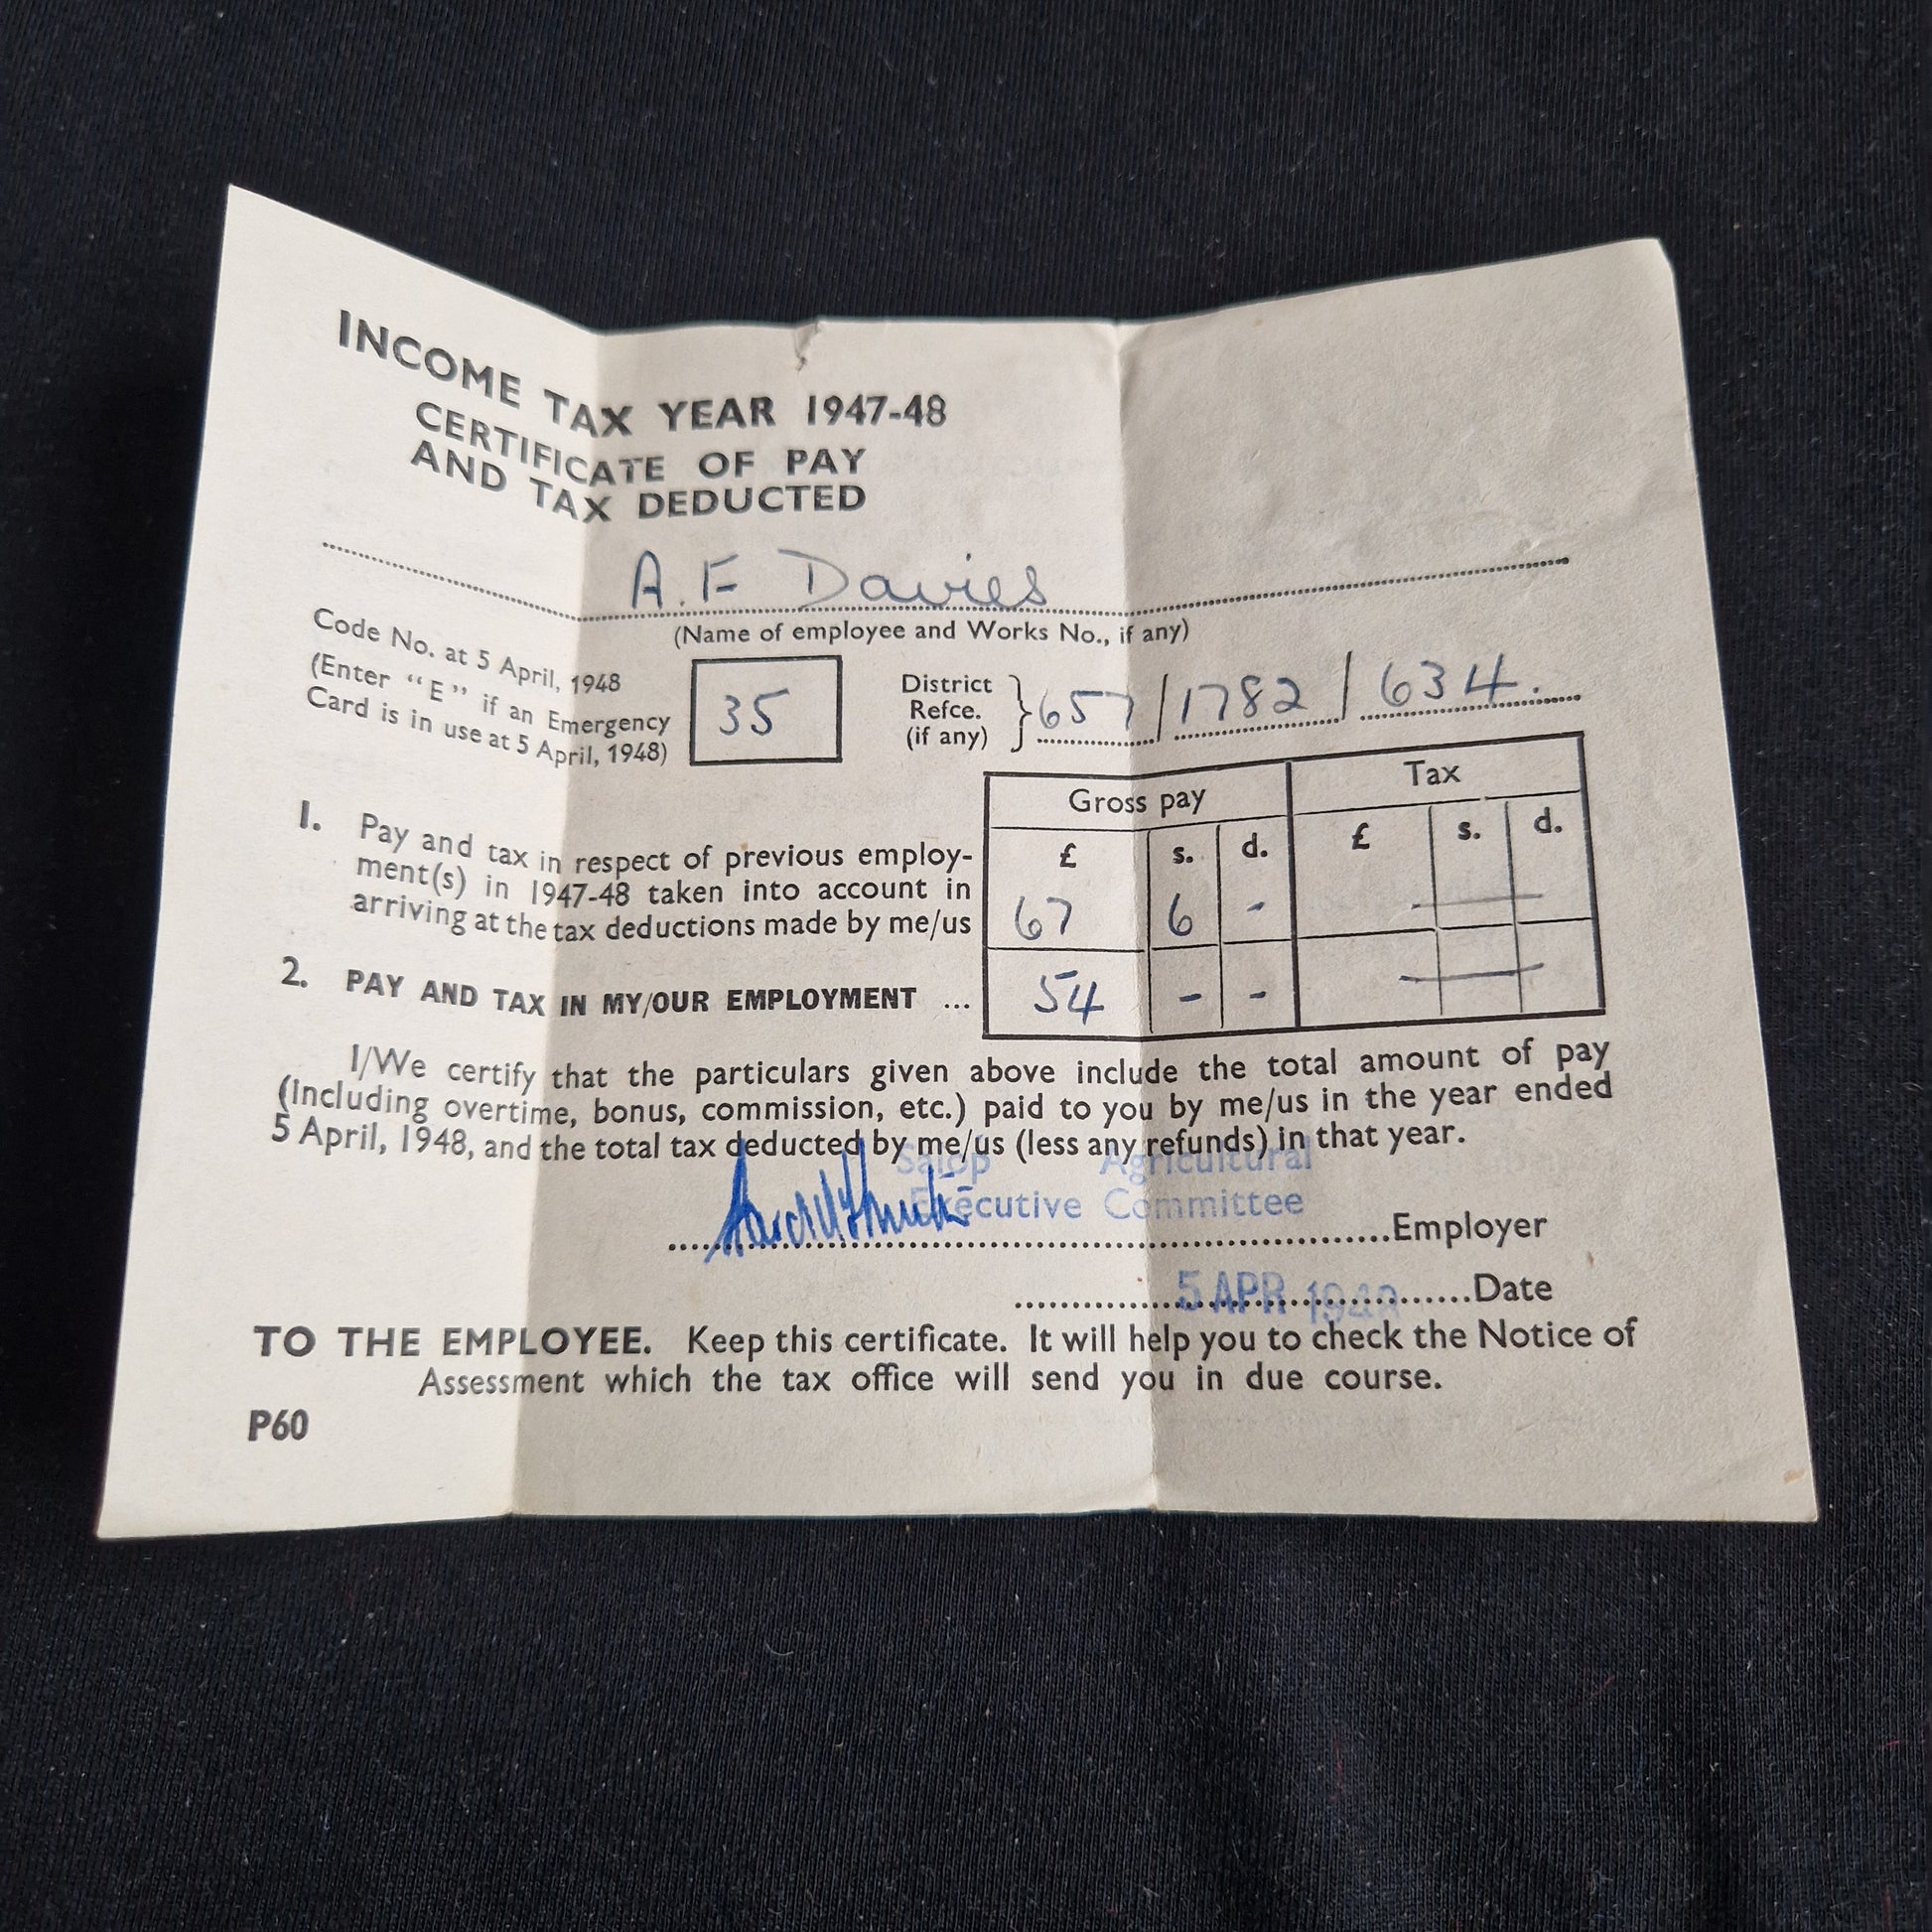 INCOME TAX YEAR 1947-48
CERTIFICATE OF PAY
AND TAX DEDUCTED
A. F Davies
(Name of employee and Works No., if any)
Code No. at 5 April, 1948
(Enter "E" if an Emergency
Card is in use at 5 April, 1948)
35
District
Refce.
(if any)
657/1782/634.
Gross pay
Tax
£ s. d. £ s. d.
1. Pay and tax in respect of previous employ-
ment(s) in 1947-48 taken into account in
arriving at the tax deductions made by me/us
67 6 - —
2. PAY AND TAX IN MY/OUR EMPLOYMENT ...
54 - - —
I/We certify that the particulars given above include the total amount of pay
(including overtime, bonus, commission, etc.) paid to you by me/us in the year ended
5 April, 1948, and the total tax deducted by me/us (less any refunds) in that year.
Salop Agricultural
Executive Committee
Employer
5 APR 1948
Date
TO THE EMPLOYEE. Keep this certificate. It will help you to check the Notice of
Assessment which the tax office will send you in due course.
P60